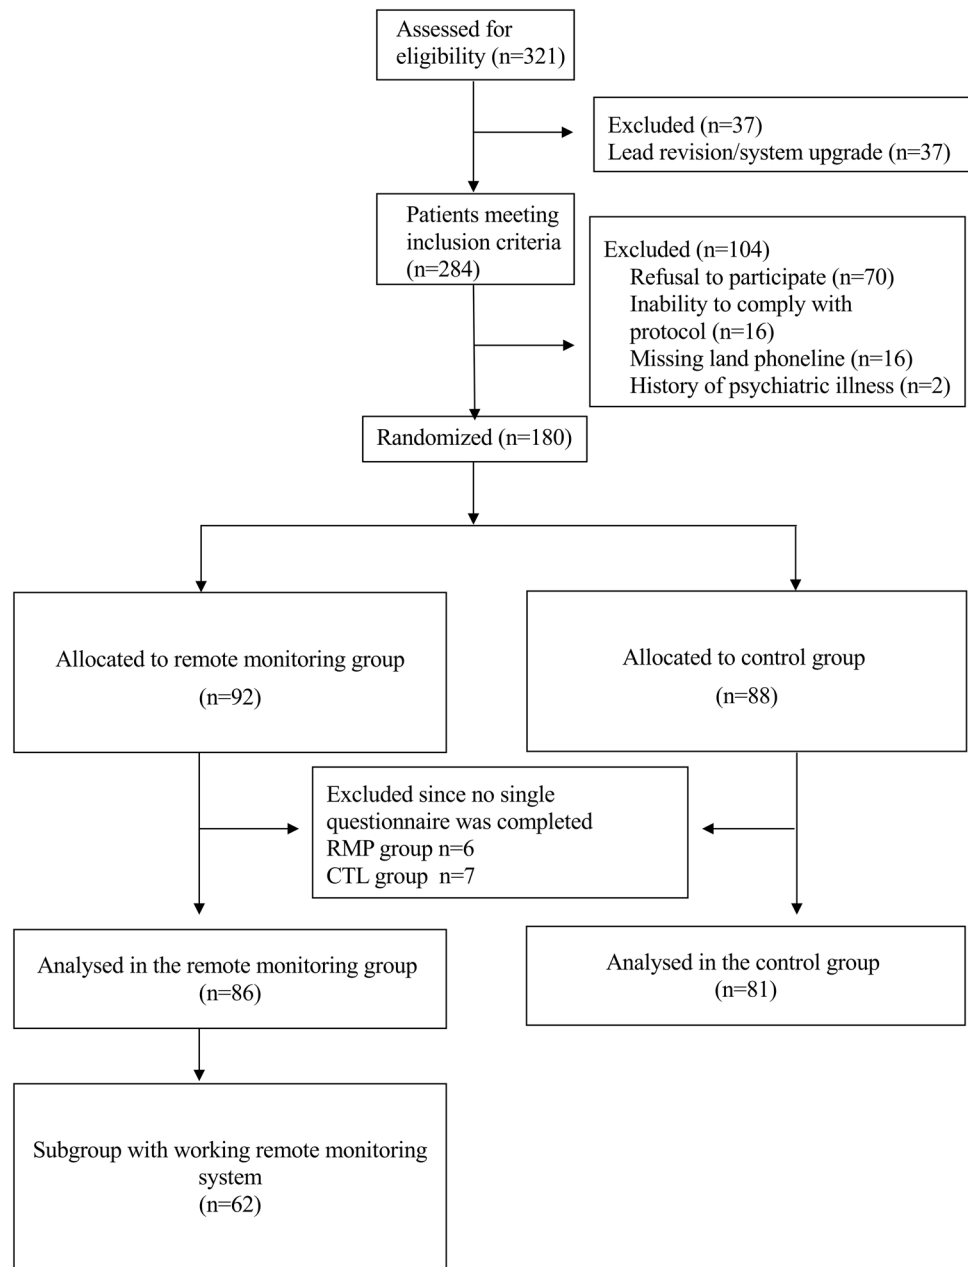 Assessed for
eligibility (n=321)
Excluded (n=37)
Lead revision/system upgrade (n=37)
Patients meeting
inclusion criteria
(n=284)
Excluded (n=104)
Refusal to participate (n=70)
Inability to comply with
protocol (n=16)
Missing land phoneline (n=16)
History of psychiatric illness (n=2)
Randomized (n=180)
Allocated to remote monitoring group
(n=92)
Allocated to control group
(n=88)
Excluded since no single
questionnaire was completed
RMP group n=6
CTL group n=7
Analysed in the remote monitoring group
(n=86)
Analysed in the control group
(n=81)
Subgroup with working remote monitoring
system
(n=62)